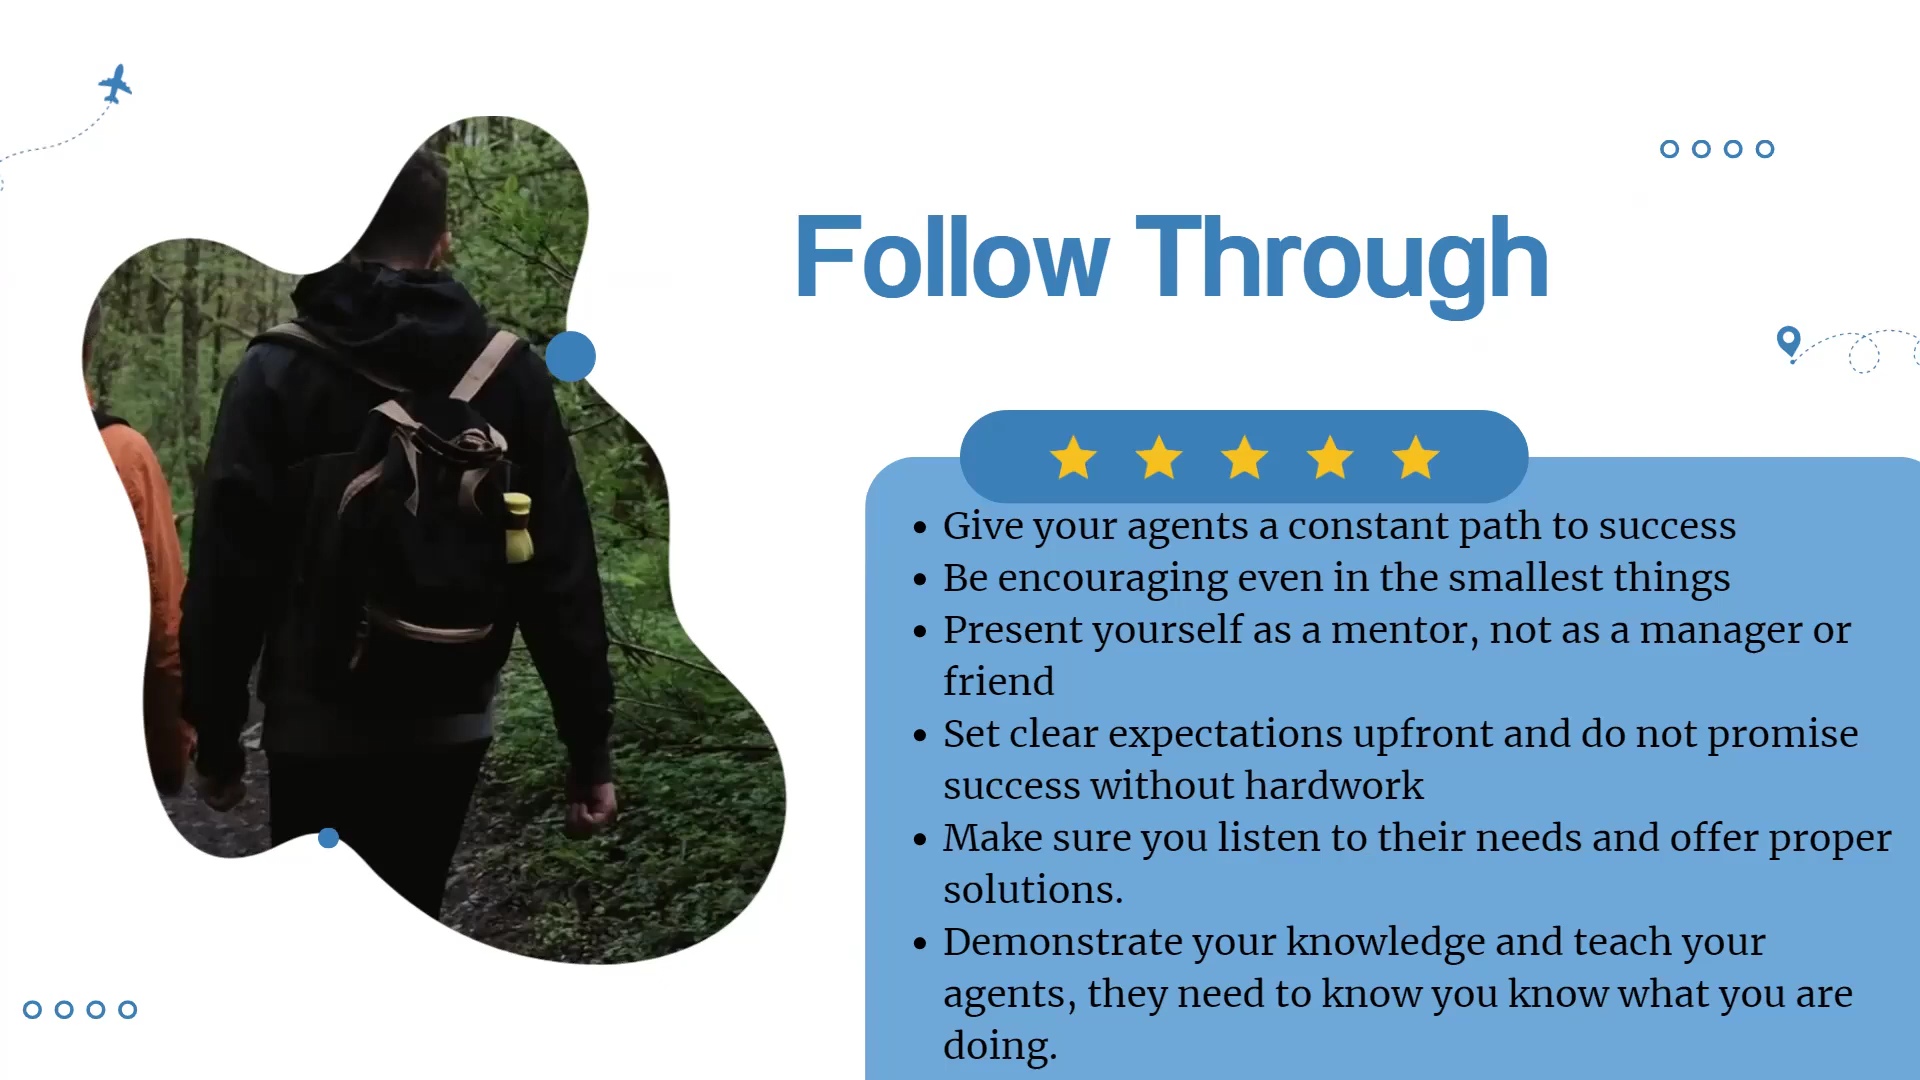 Follow Through
• Give your agents a constant path to success
• Be encouraging even in the smallest things
• Present yourself as a mentor, not as a manager or
friend
• Set clear expectations upfront and do not promise
success without hardwork
• Make sure you listen to their needs and offer proper
solutions.
• Demonstrate your knowledge and teach your
agents, they need to know you know what you are
doing.